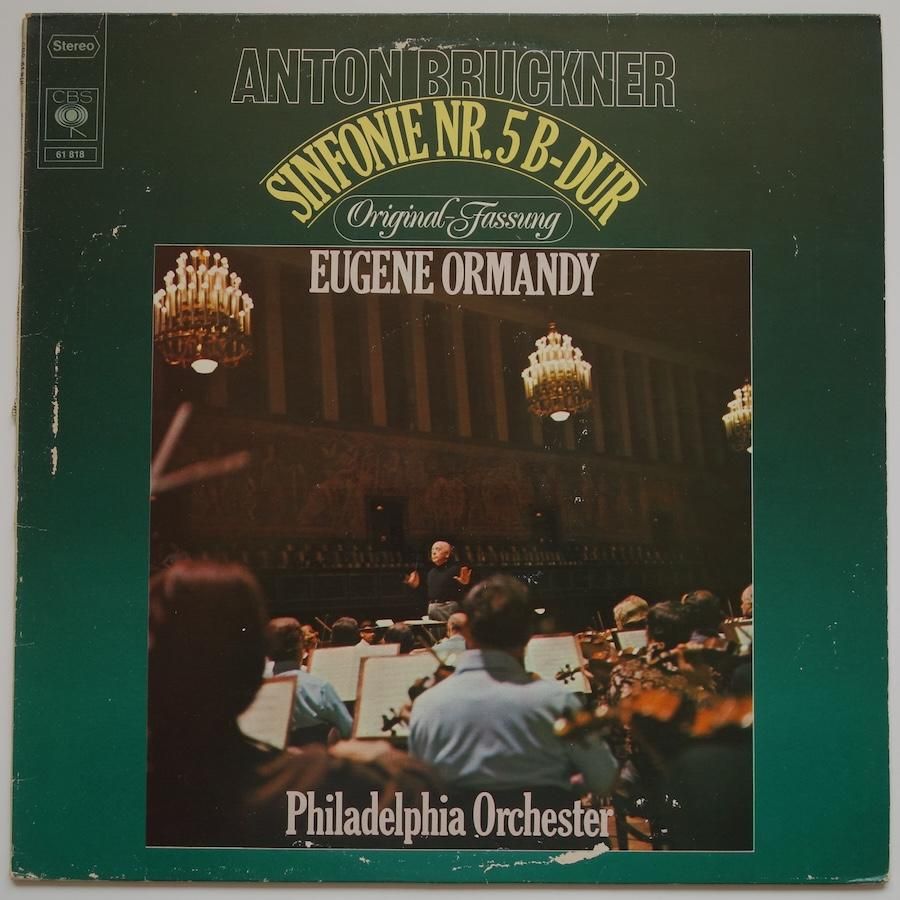 Stereo
CBS
61 818
ANTON BRUCKNER
SINFONIE NR. 5 B-DUR
Original-Fassung
EUGENE ORMANDY
Philadelphia Orchester